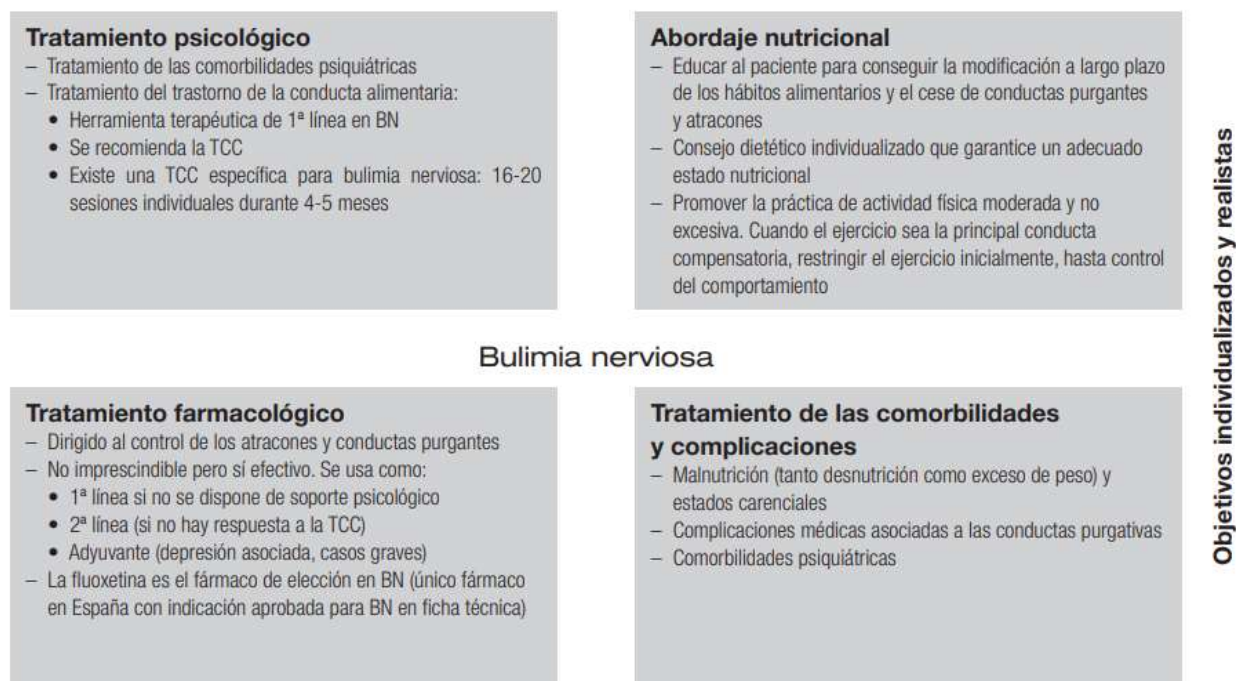 Tratamiento psicológico
– Tratamiento de las comorbilidades psiquiátricas
– Tratamiento del trastorno de la conducta alimentaria:
• Herramienta terapéutica de 1ª línea en BN
• Se recomienda la TCC
• Existe una TCC específica para bulimia nerviosa: 16-20
sesiones individuales durante 4-5 meses
Abordaje nutricional
– Educar al paciente para conseguir la modificación a largo plazo
de los hábitos alimentarios y el cese de conductas purgantes
y atracones
– Consejo dietético individualizado que garantice un adecuado
estado nutricional
– Promover la práctica de actividad física moderada y no
excesiva. Cuando el ejercicio sea la principal conducta
compensatoria, restringir el ejercicio inicialmente, hasta control
del comportamiento
Bulimia nerviosa
Tratamiento farmacológico
– Dirigido al control de los atracones y conductas purgantes
– No imprescindible pero sí efectivo. Se usa como:
• 1ª línea si no se dispone de soporte psicológico
• 2ª línea (si no hay respuesta a la TCC)
• Adyuvante (depresión asociada, casos graves)
– La fluoxetina es el fármaco de elección en BN (único fármaco
en España con indicación aprobada para BN en ficha técnica)
Tratamiento de las comorbilidades
y complicaciones
– Malnutrición (tanto desnutrición como exceso de peso) y
estados carenciales
– Complicaciones médicas asociadas a las conductas purgativas
– Comorbilidades psiquiátricas
Objetivos individualizados y realistas